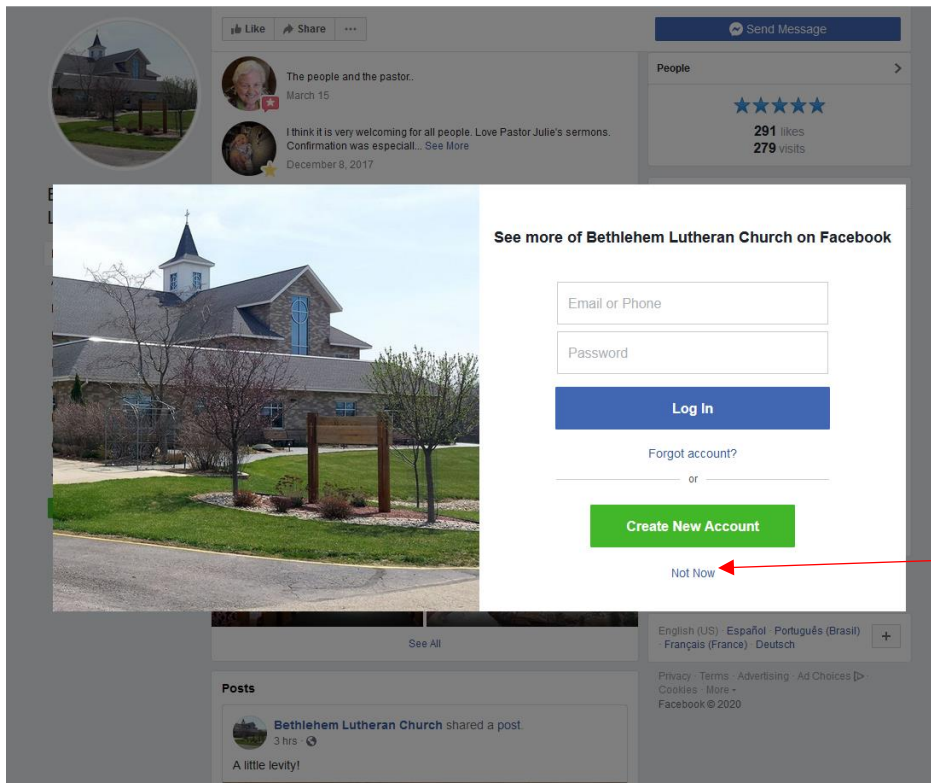 Like Share ...
Send Message
The people and the pastor..
March 15
I think it is very welcoming for all people. Love Pastor Julie's sermons.
Confirmation was especiall... See More
December 8, 2017
People
291 likes
279 visits
See more of Bethlehem Lutheran Church on Facebook
Email or Phone
Password
Log In
Forgot account?
or
Create New Account
Not Now
See All
English (US) · Español · Português (Brasil)
· Français (France) · Deutsch
Privacy · Terms · Advertising · Ad Choices
Cookies · More
Facebook © 2020
Posts
Bethlehem Lutheran Church shared a post.
3 hrs ·
A little levity!